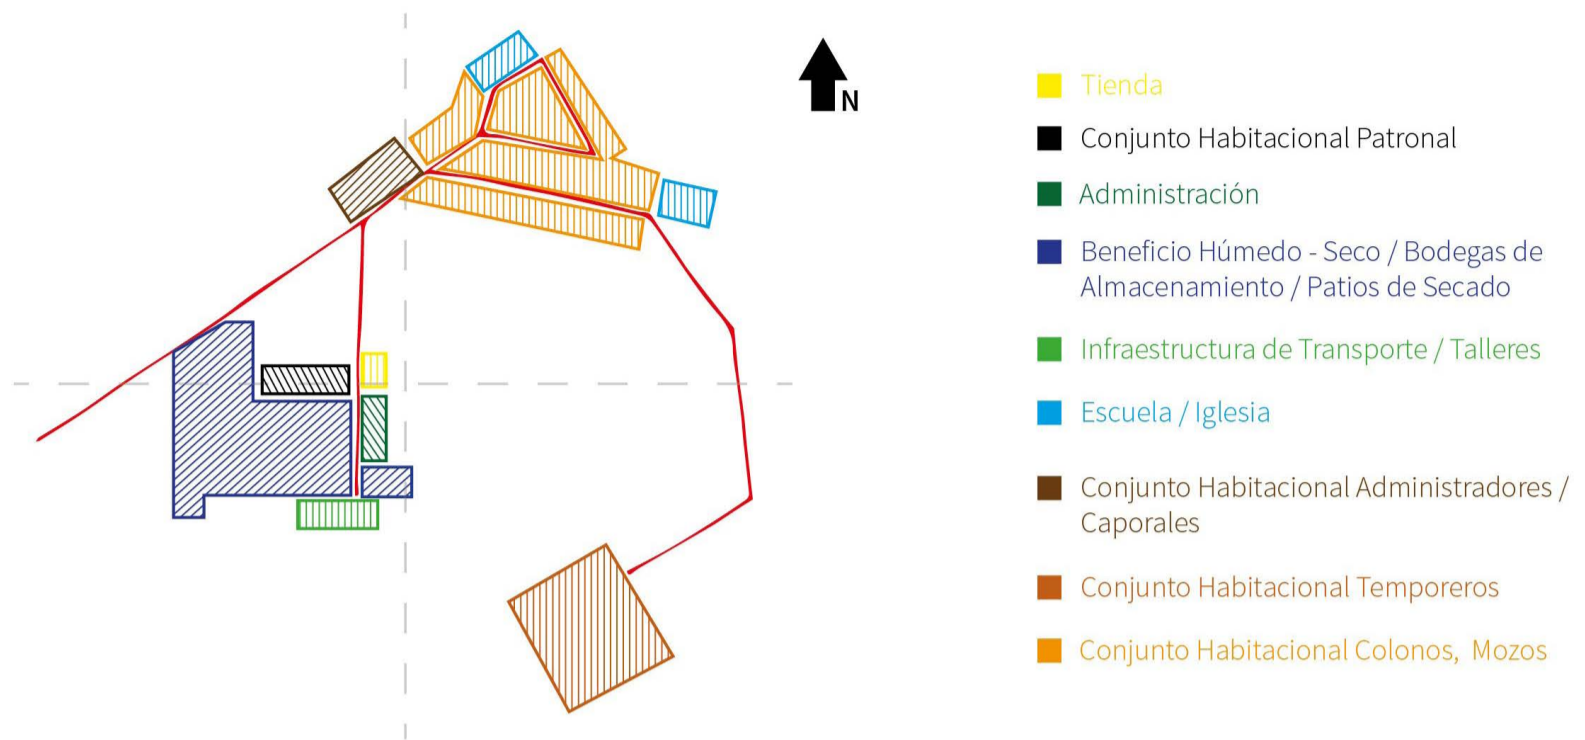 N
Tienda
Conjunto Habitacional Patronal
Administración
Beneficio Húmedo - Seco / Bodegas de
Almacenamiento / Patios de Secado
Infraestructura de Transporte / Talleres
Escuela / Iglesia
Conjunto Habitacional Administradores /
Caporales
Conjunto Habitacional Temporeros
Conjunto Habitacional Colonos, Mozos